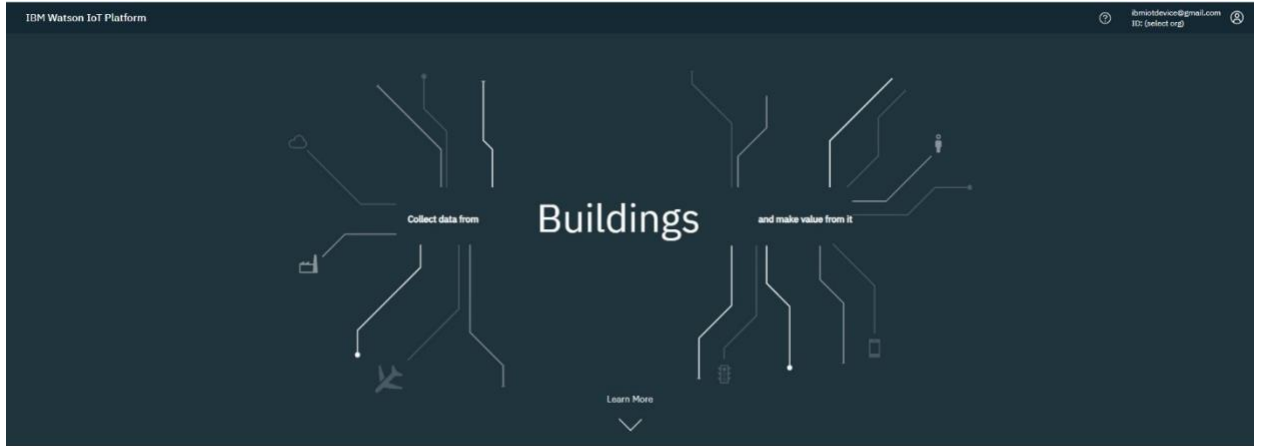 IBM Watson IoT Platform
ibmiotdevice@gmail.com
ID: (select org)
Collect data from
Buildings
and make value from it
Learn More